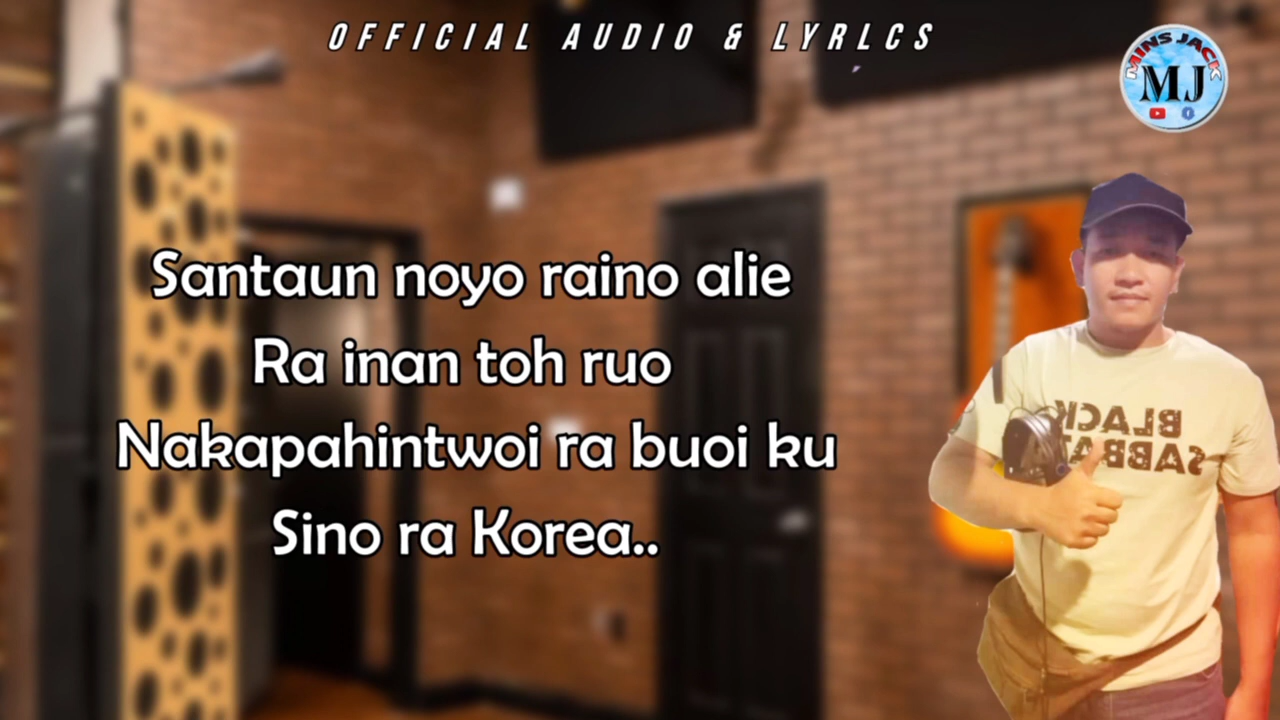 OFFICIAL AUDIO & LYRLCS
MINS JACK
MJ
Santaun noyo raino alie
Ra inan toh ruo
Nakapahintwoi ra buoi ku
Sino ra Korea..
BLACK
SABBAT